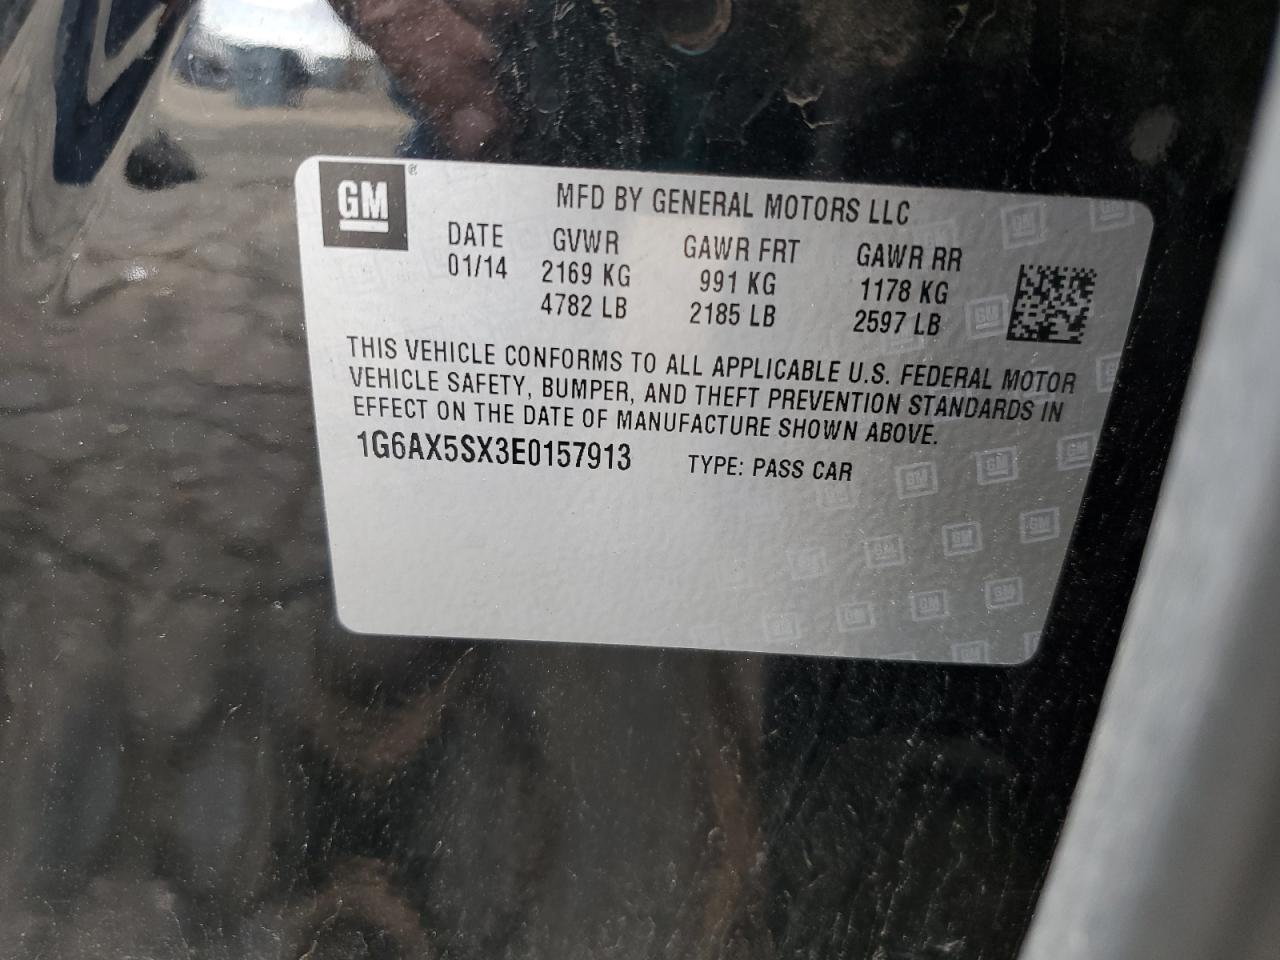 GM
MFD BY GENERAL MOTORS LLC
DATE GVWR GAWR FRT GAWR RR
01/14 2169 KG 991 KG 1178 KG
4782 LB 2185 LB 2597 LB
THIS VEHICLE CONFORMS TO ALL APPLICABLE U.S. FEDERAL MOTOR
VEHICLE SAFETY, BUMPER, AND THEFT PREVENTION STANDARDS IN
EFFECT ON THE DATE OF MANUFACTURE SHOWN ABOVE.
1G6AX5SX3E0157913 TYPE: PASS CAR